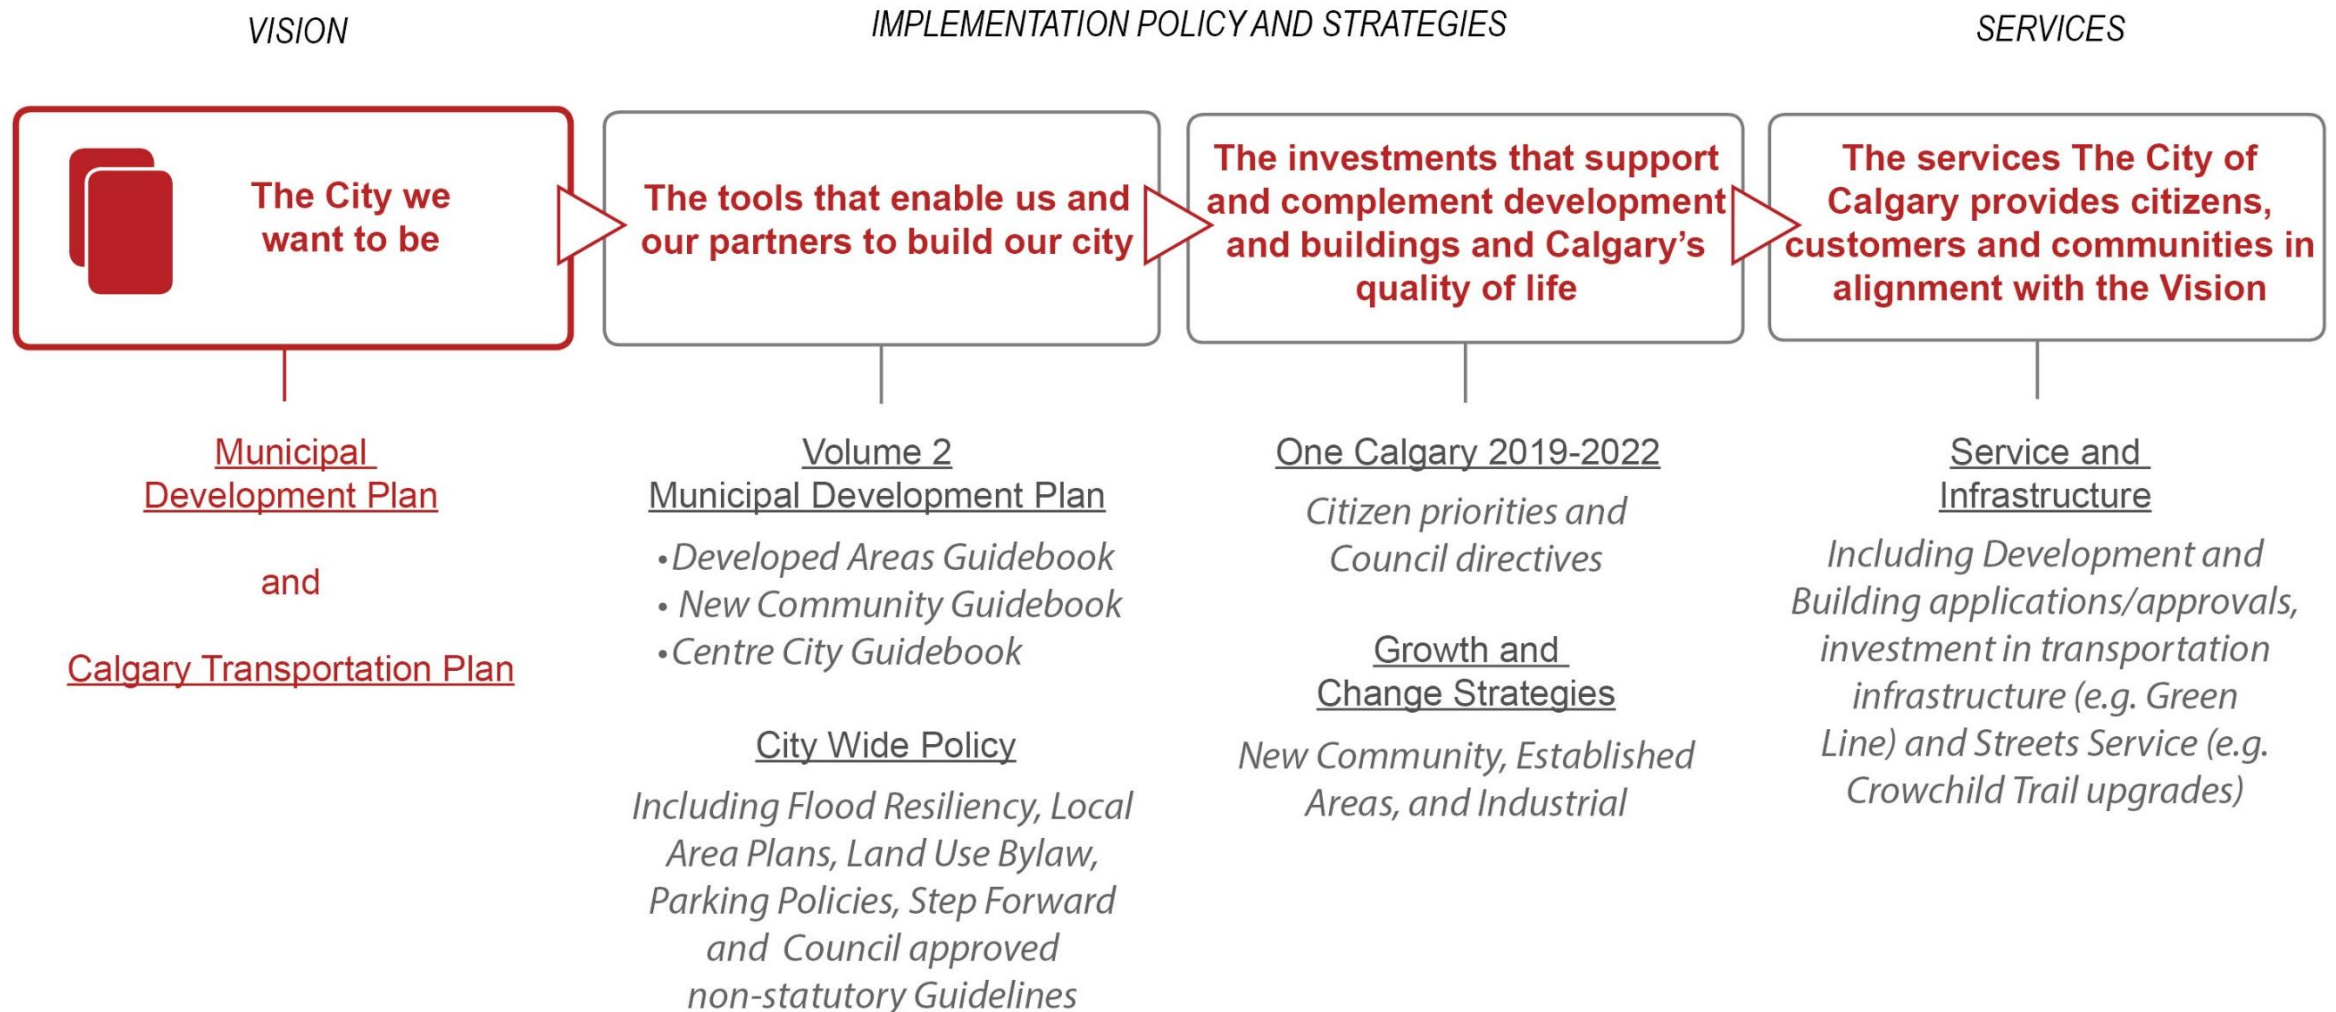 VISION
IMPLEMENTATION POLICY AND STRATEGIES
SERVICES
The City we
want to be
The tools that enable us and
our partners to build our city
The investments that support
and complement development
and buildings and Calgary's
quality of life
The services The City of
Calgary provides citizens,
customers and communities in
alignment with the Vision
Municipal
Development Plan
and
Calgary Transportation Plan
Volume 2
Municipal Development Plan
• Developed Areas Guidebook
• New Community Guidebook
• Centre City Guidebook
City Wide Policy
Including Flood Resiliency, Local
Area Plans, Land Use Bylaw,
Parking Policies, Step Forward
and Council approved
non-statutory Guidelines
One Calgary 2019-2022
Citizen priorities and
Council directives
Growth and
Change Strategies
New Community, Established
Areas, and Industrial
Service and
Infrastructure
Including Development and
Building applications/approvals,
investment in transportation
infrastructure (e.g. Green
Line) and Streets Service (e.g.
Crowchild Trail upgrades)